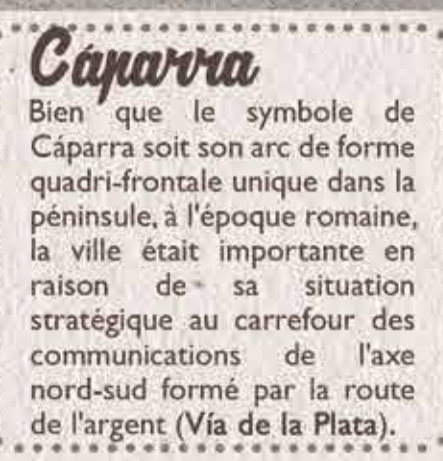 Cáparra
Bien que le symbole de
Cáparra soit son arc de forme
quadri-frontale unique dans la
péninsule, à l'époque romaine,
la ville était importante en
raison de sa situation
stratégique au carrefour des
communications de l'axe
nord-sud formé par la route
de l'argent (Vía de la Plata).